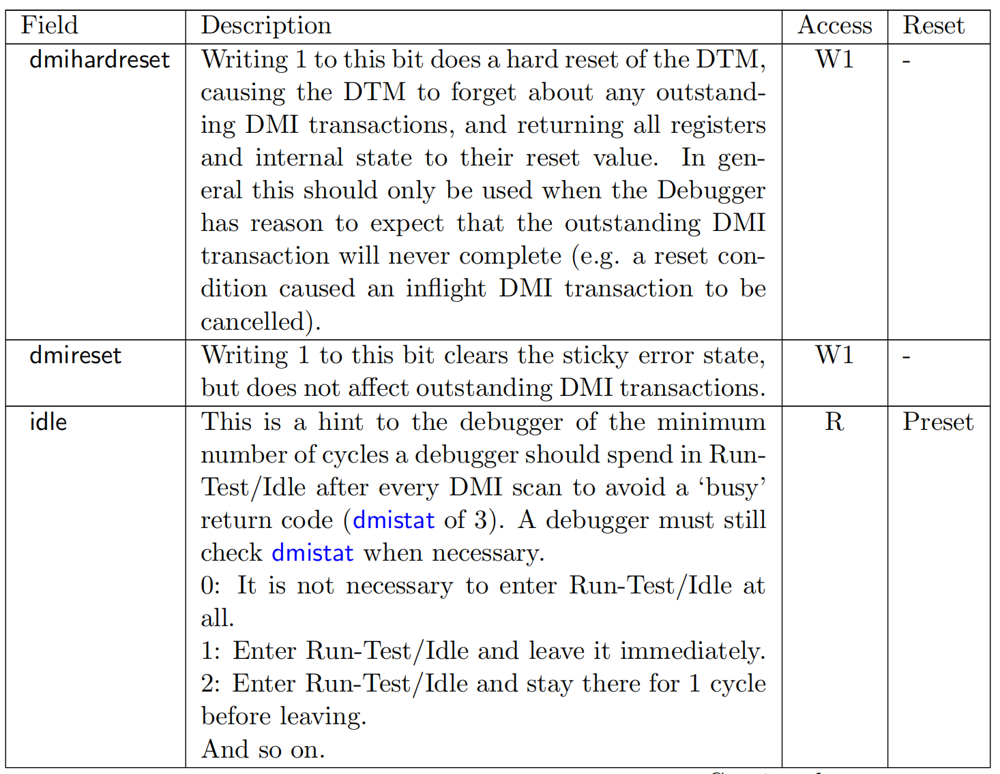 Field Description Access Reset
dmihardreset Writing 1 to this bit does a hard reset of the DTM, W1 -
causing the DTM to forget about any outstand-
ing DMI transactions, and returning all registers
and internal state to their reset value. In gen-
eral this should only be used when the Debugger
has reason to expect that the outstanding DMI
transaction will never complete (e.g. a reset con-
dition caused an inflight DMI transaction to be
cancelled).
dmireset Writing 1 to this bit clears the sticky error state, W1 -
but does not affect outstanding DMI transactions.
idle This is a hint to the debugger of the minimum R Preset
number of cycles a debugger should spend in Run-
Test/Idle after every DMI scan to avoid a ‘busy’
return code (dmistat of 3). A debugger must still
check dmistat when necessary.
0: It is not necessary to enter Run-Test/Idle at
all.
1: Enter Run-Test/Idle and leave it immediately.
2: Enter Run-Test/Idle and stay there for 1 cycle
before leaving.
And so on.